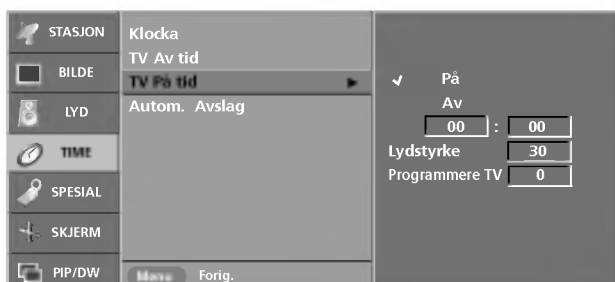 STASJON
BILDE
LYD
TIME
SPESIAL
SKJERM
PIP/DW
Klocka
TV Av tid
TV På tid
Autom. Avslag
Menu Forig.
På
Av
00 : 00
Lydstyrke 30
Programmere TV 0